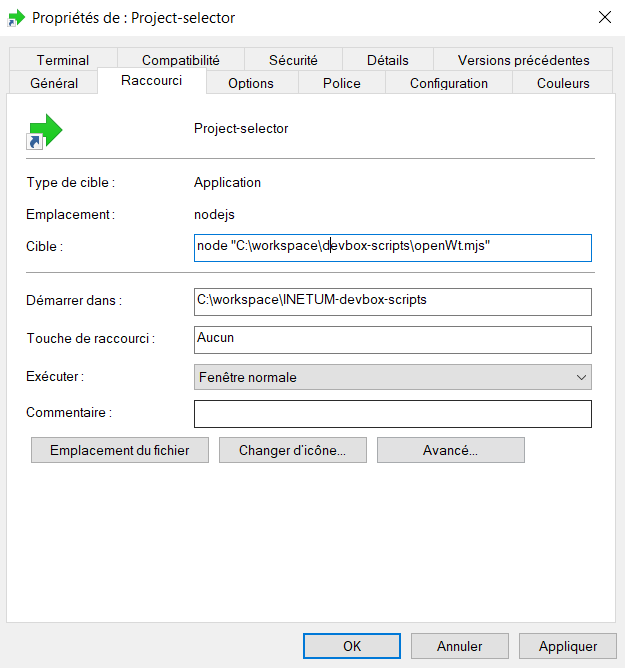 Propriétés de : Project-selector
Terminal Compatibilité Sécurité Détails Versions précédentes
Général Raccourci Options Police Configuration Couleurs
Project-selector
Type de cible : Application
Emplacement : nodejs
Cible : node "C:\workspace\devbox-scripts\openWt.mjs"
Démarrer dans : C:\workspace\INETUM-devbox-scripts
Touche de raccourci : Aucun
Exécuter : Fenêtre normale
Commentaire :
Emplacement du fichier Changer d'icône... Avancé...
OK Annuler Appliquer